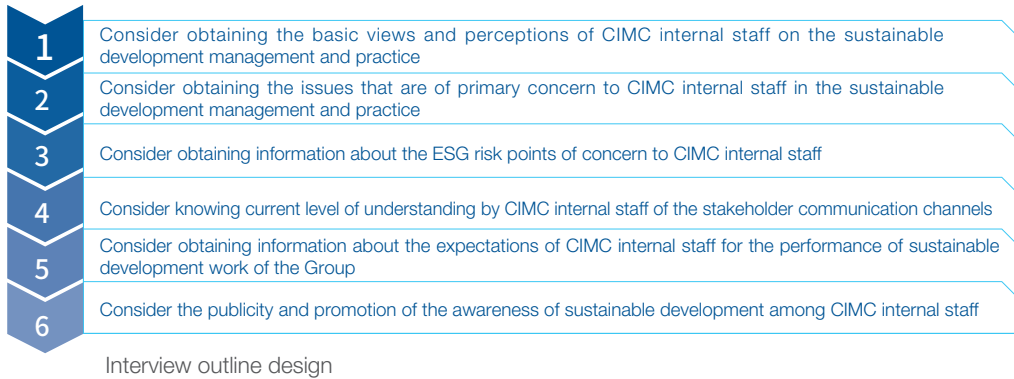 1
Consider obtaining the basic views and perceptions of CIMC internal staff on the sustainable
development management and practice
2
Consider obtaining the issues that are of primary concern to CIMC internal staff in the sustainable
development management and practice
3
Consider obtaining information about the ESG risk points of concern to CIMC internal staff
4
Consider knowing current level of understanding by CIMC internal staff of the stakeholder communication channels
5
Consider obtaining information about the expectations of CIMC internal staff for the performance of sustainable
development work of the Group
6
Consider the publicity and promotion of the awareness of sustainable development among CIMC internal staff
Interview outline design